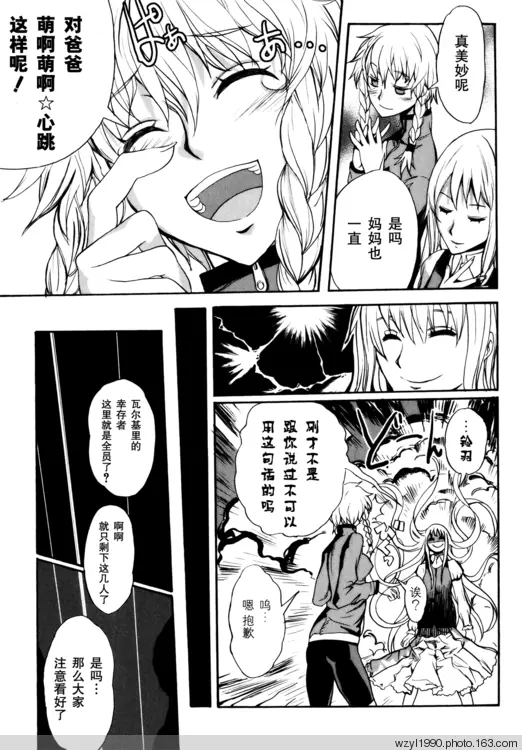 真美妙呢
是吗
妈妈也
一直
对爸爸
萌啊萌啊☆心跳
这样呢！
…铃羽
诶？
刚才不是
跟你说过不可以
用这句话的吗
呜…
嗯抱歉
瓦尔基里的
幸存者
这里就是全员了？
啊啊
就只剩下这几人了
是吗…
那么大家
注意看好了
wzyl1990.photo.163.com